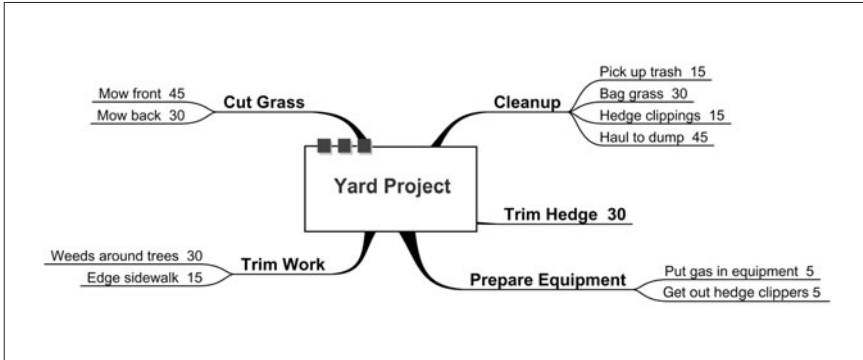 Yard Project
Cut Grass
Mow front 45
Mow back 30
Cleanup
Pick up trash 15
Bag grass 30
Hedge clippings 15
Haul to dump 45
Trim Hedge 30
Trim Work
Weeds around trees 30
Edge sidewalk 15
Prepare Equipment
Put gas in equipment 5
Get out hedge clippers 5